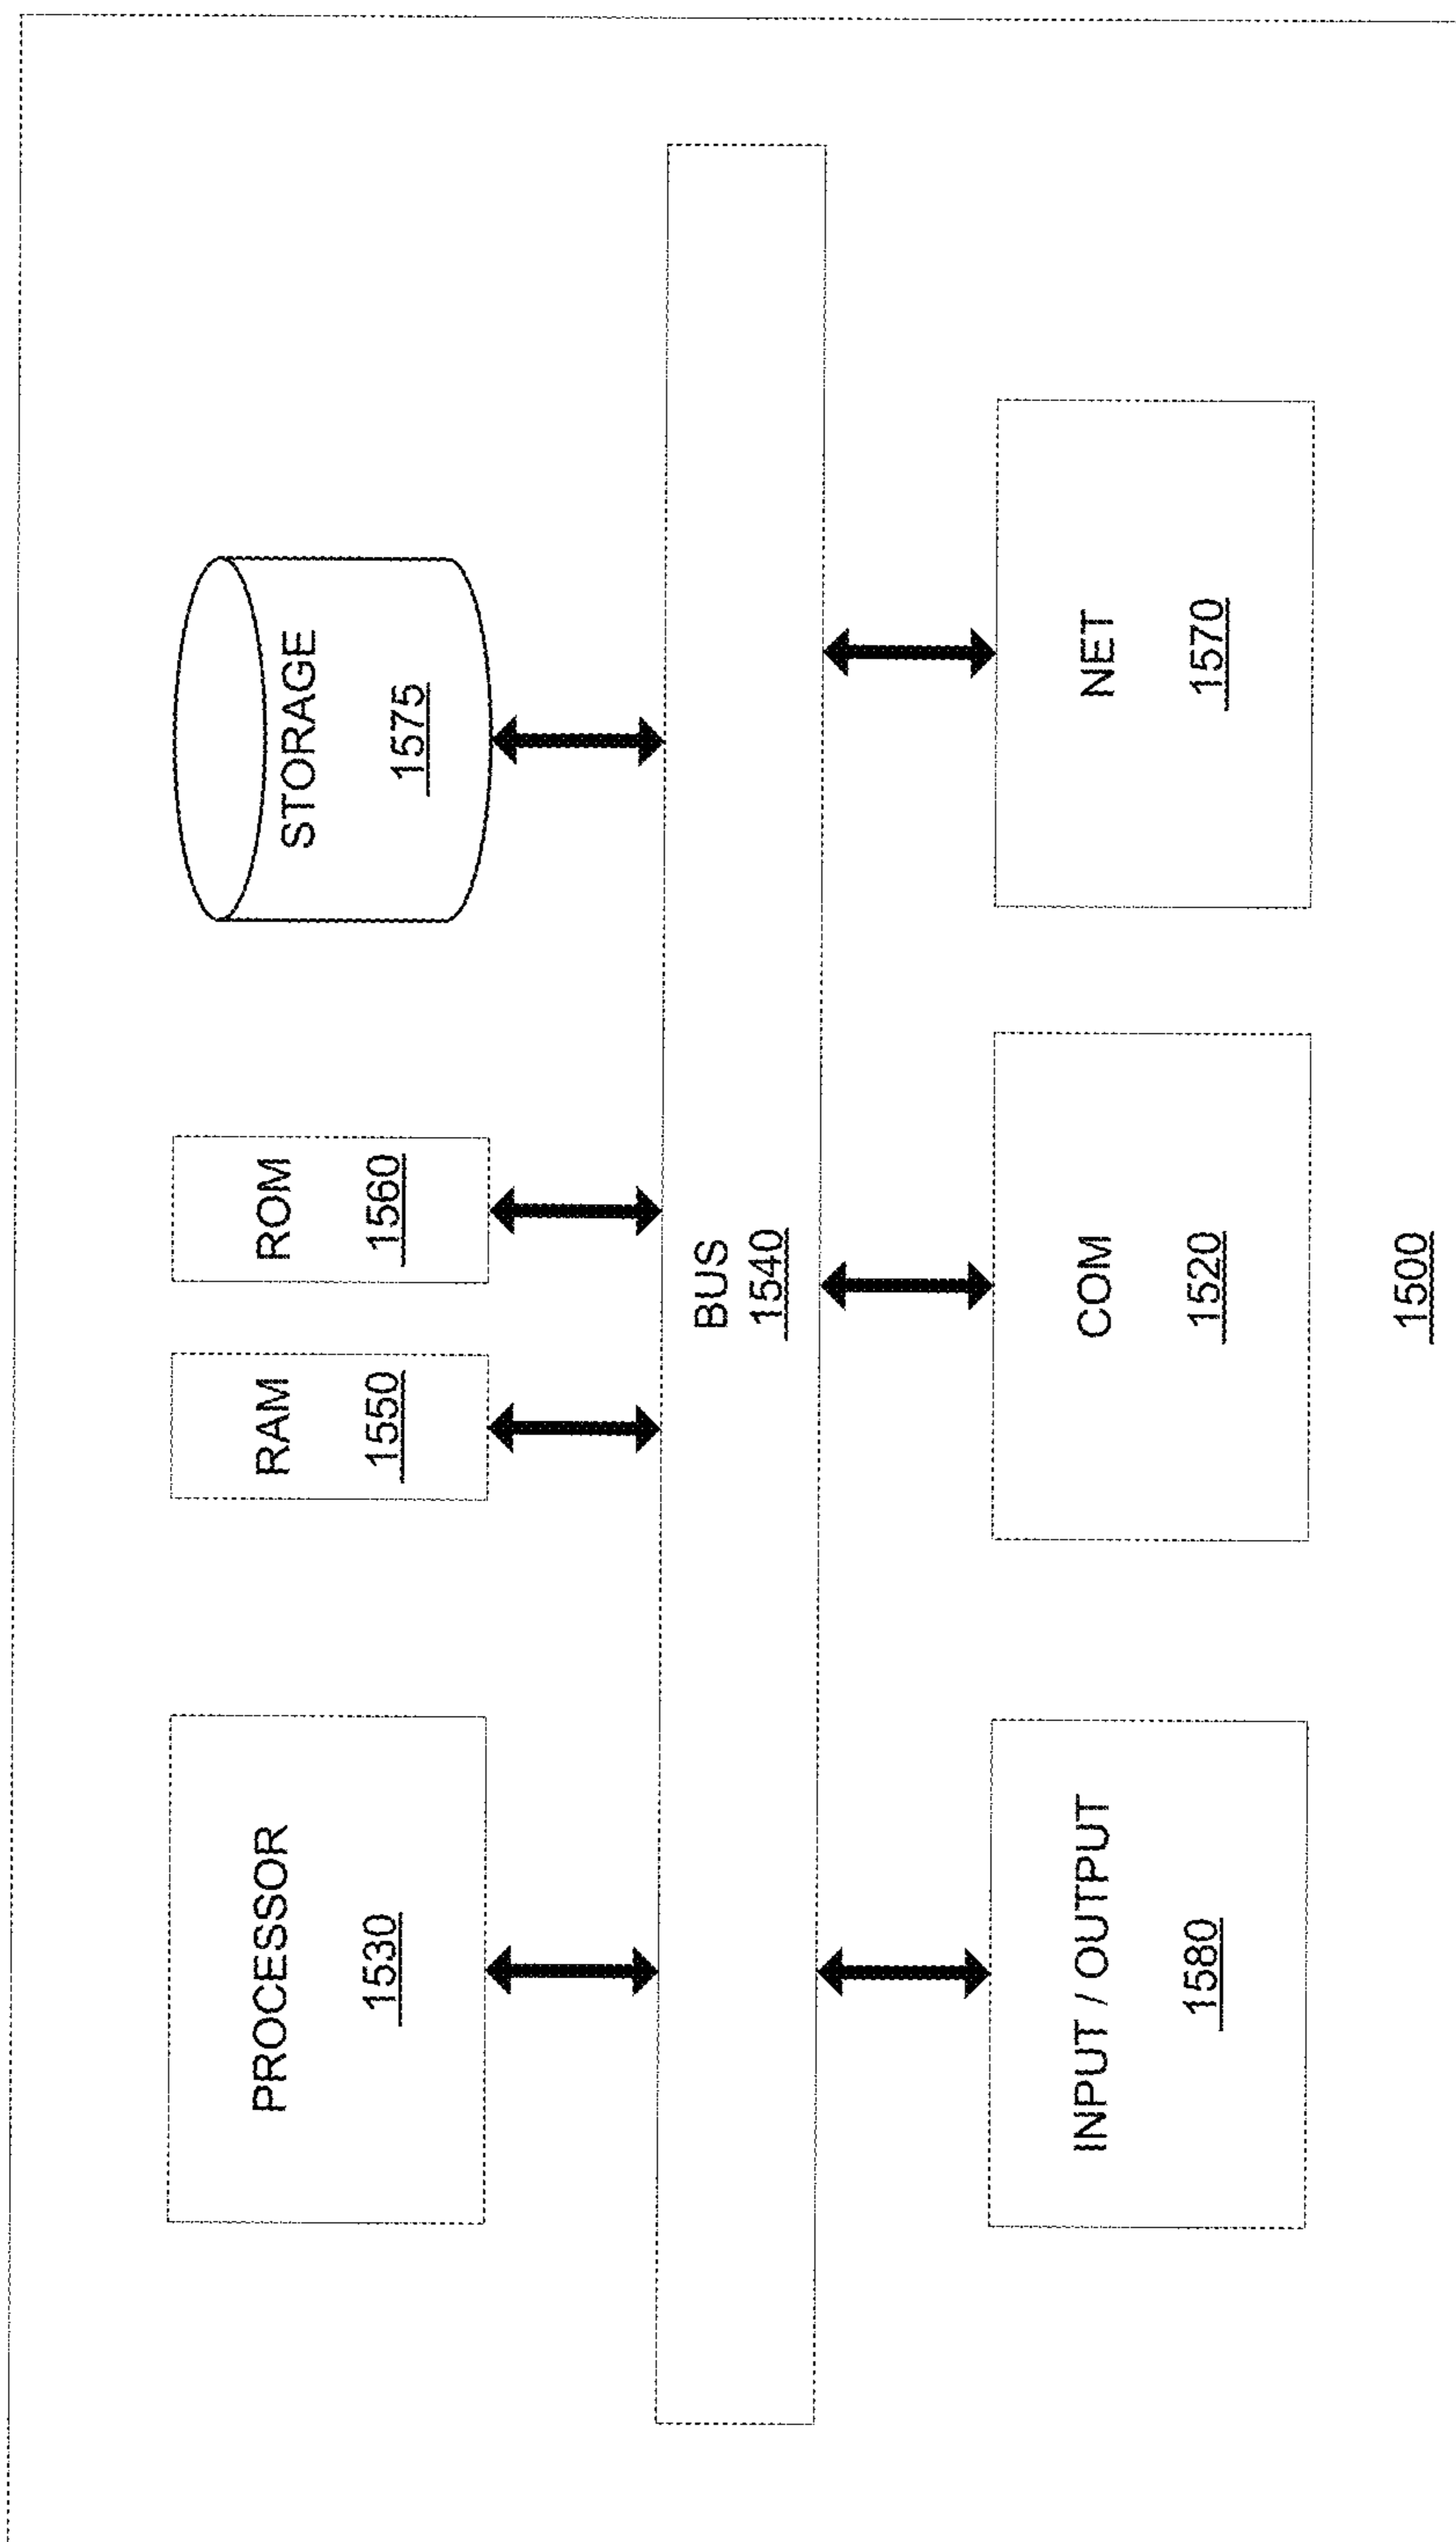 PROCESSOR
1530
RAM
1550
ROM
1560
STORAGE
1575
BUS
1540
INPUT / OUTPUT
1580
COM
1520
NET
1570
1500